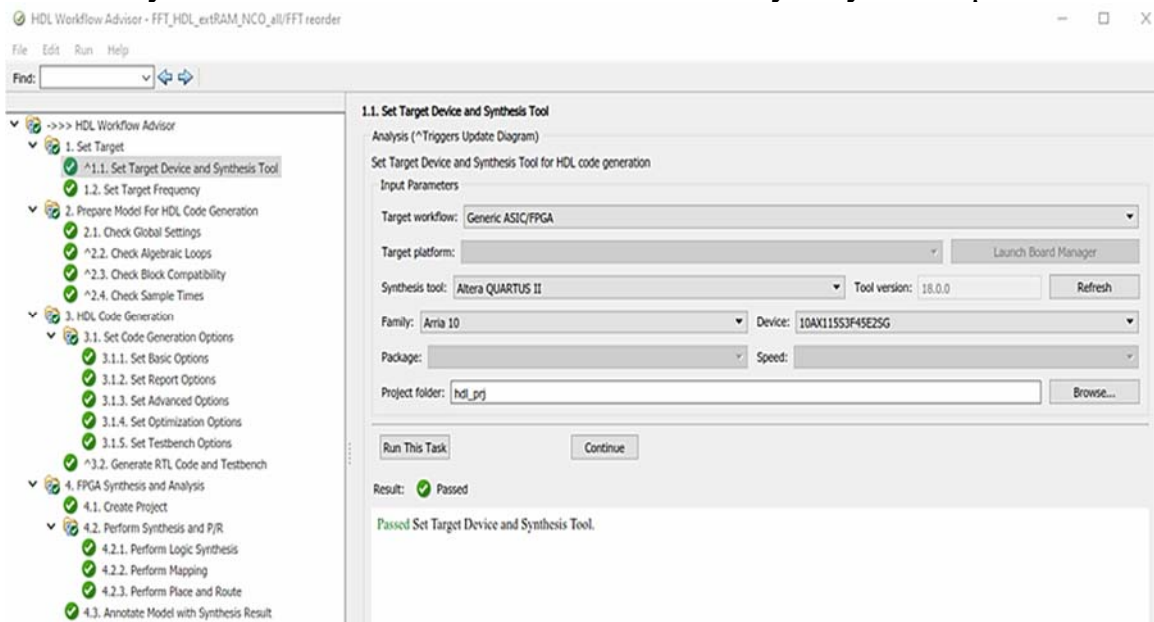 HDL Workflow Advisor - FFT_HDL_extRAM_NCO_all/FFT reorder
File Edit Run Help
Find:
->>> HDL Workflow Advisor
1. Set Target
^1.1. Set Target Device and Synthesis Tool
1.2. Set Target Frequency
2. Prepare Model For HDL Code Generation
2.1. Check Global Settings
^2.2. Check Algebraic Loops
^2.3. Check Block Compatibility
^2.4. Check Sample Times
3. HDL Code Generation
3.1. Set Code Generation Options
3.1.1. Set Basic Options
3.1.2. Set Report Options
3.1.3. Set Advanced Options
3.1.4. Set Optimization Options
3.1.5. Set Testbench Options
^3.2. Generate RTL Code and Testbench
4. FPGA Synthesis and Analysis
4.1. Create Project
4.2. Perform Synthesis and P/R
4.2.1. Perform Logic Synthesis
4.2.2. Perform Mapping
4.2.3. Perform Place and Route
4.3. Annotate Model with Synthesis Result
1.1. Set Target Device and Synthesis Tool
Analysis (^Triggers Update Diagram)
Set Target Device and Synthesis Tool for HDL code generation
Input Parameters
Target workflow: Generic ASIC/FPGA
Target platform: Launch Board Manager
Synthesis tool: Altera QUARTUS II Tool version: 18.0.0 Refresh
Family: Arria 10 Device: 10AX115S3F45E2SG
Package: Speed:
Project folder: hdl_prj Browse...
Run This Task Continue
Result: Passed
Passed Set Target Device and Synthesis Tool.